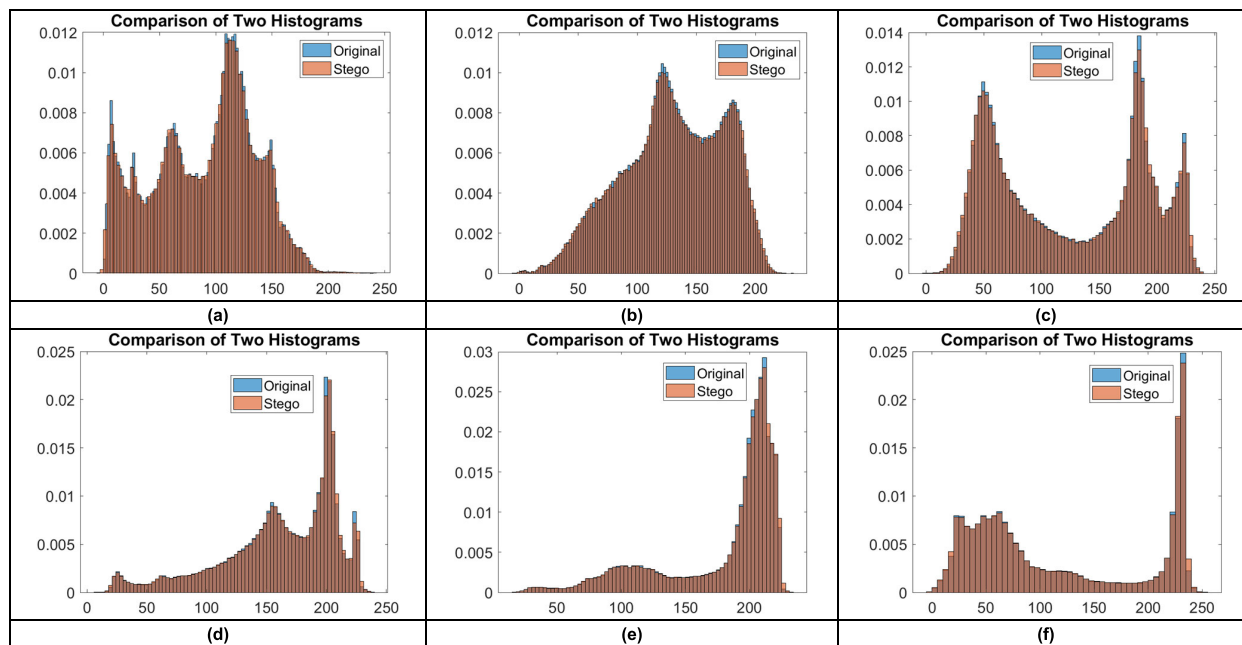 Comparison of Two Histograms
0.012
0.01
0.008
0.006
0.004
0.002
0
0 50 100 150 200 250
Original
Stego
(a)
Comparison of Two Histograms
0.012
0.01
0.008
0.006
0.004
0.002
0
0 50 100 150 200
Original
Stego
(b)
Comparison of Two Histograms
0.014
0.012
0.01
0.008
0.006
0.004
0.002
0
0 50 100 150 200 250
Original
Stego
(c)
Comparison of Two Histograms
0.025
0.02
0.015
0.01
0.005
0
0 50 100 150 200 250
Original
Stego
(d)
Comparison of Two Histograms
0.03
0.025
0.02
0.015
0.01
0.005
0
50 100 150 200
Original
Stego
(e)
Comparison of Two Histograms
0.025
0.02
0.015
0.01
0.005
0
0 50 100 150 200 250
Original
Stego
(f)